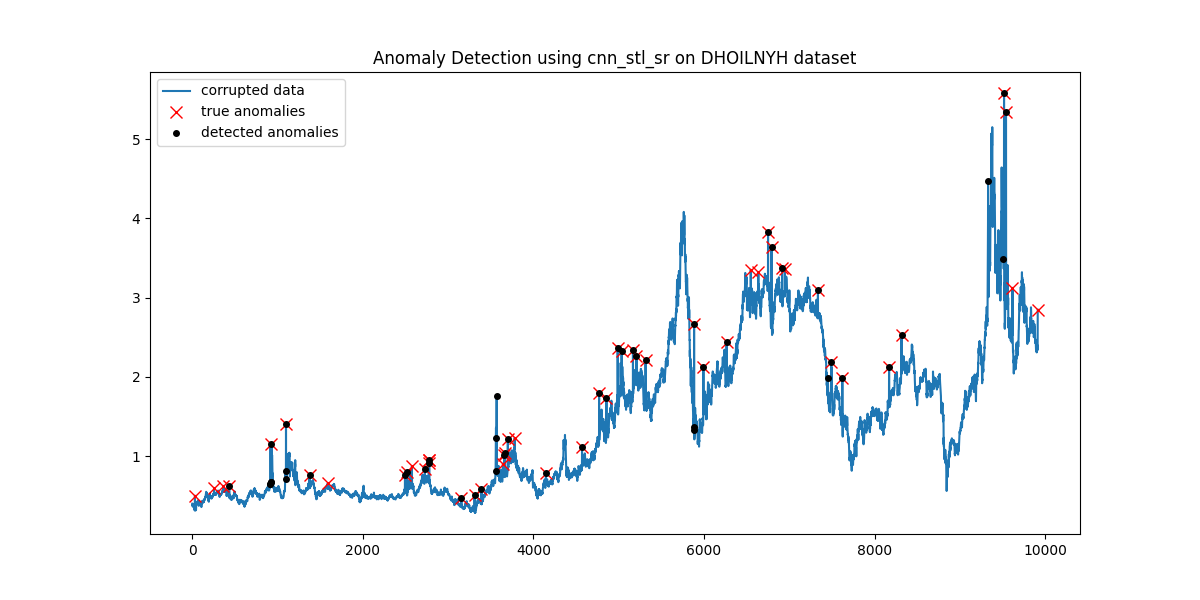 Anomaly Detection using cnn_stl_sr on DHOILNYH dataset
corrupted data
true anomalies
detected anomalies
5
4
3
2
1
0 2000 4000 6000 8000 10000